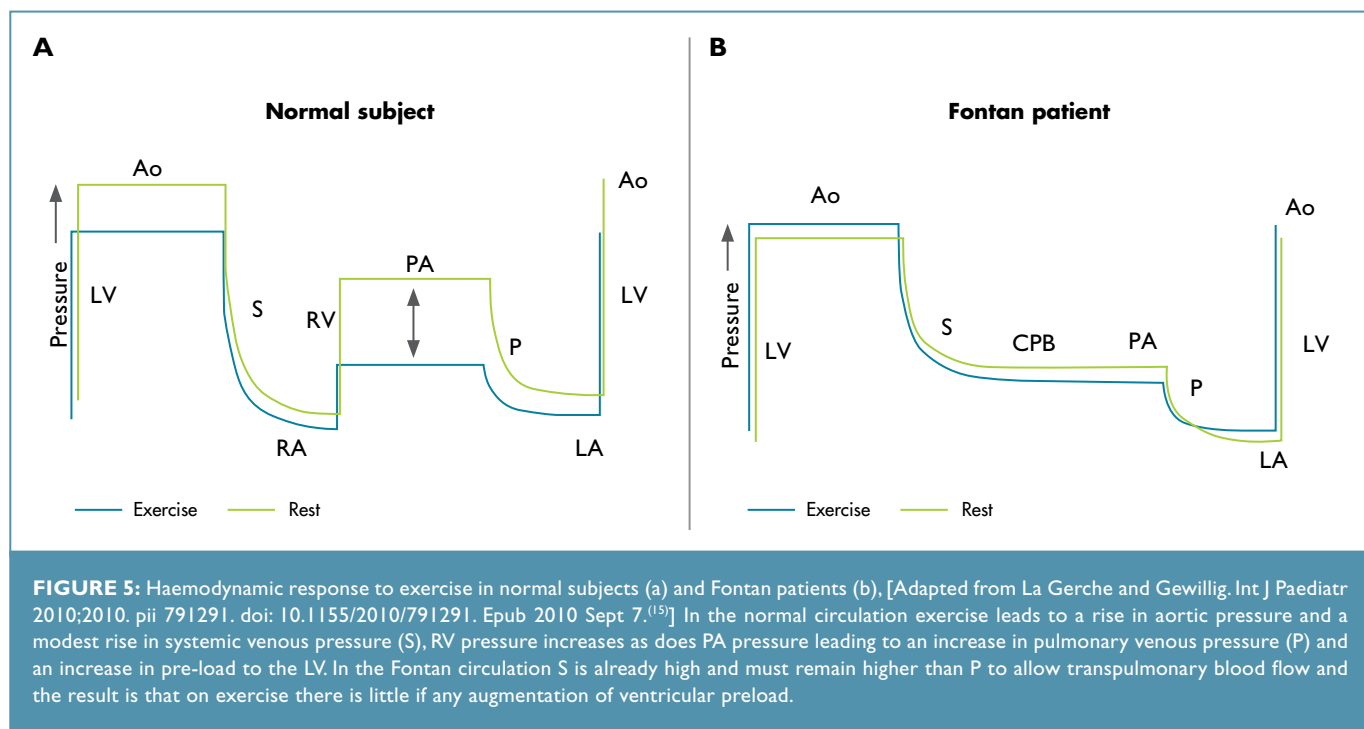 A
Normal subject
Ao
Pressure
LV
S
RV
PA
P
Ao
LV
RA
LA
Exercise
Rest
B
Fontan patient
Ao
Pressure
LV
S
CPB
PA
P
Ao
LV
LA
Exercise
Rest
FIGURE 5: Haemodynamic response to exercise in normal subjects (a) and Fontan patients (b), [Adapted from La Gerche and Gewillig. Int J Paediatr
2010;2010. pii 791291. doi: 10.1155/2010/791291. Epub 2010 Sept 7.(15)] In the normal circulation exercise leads to a rise in aortic pressure and a
modest rise in systemic venous pressure (S), RV pressure increases as does PA pressure leading to an increase in pulmonary venous pressure (P) and
an increase in pre-load to the LV. In the Fontan circulation S is already high and must remain higher than P to allow transpulmonary blood flow and
the result is that on exercise there is little if any augmentation of ventricular preload.